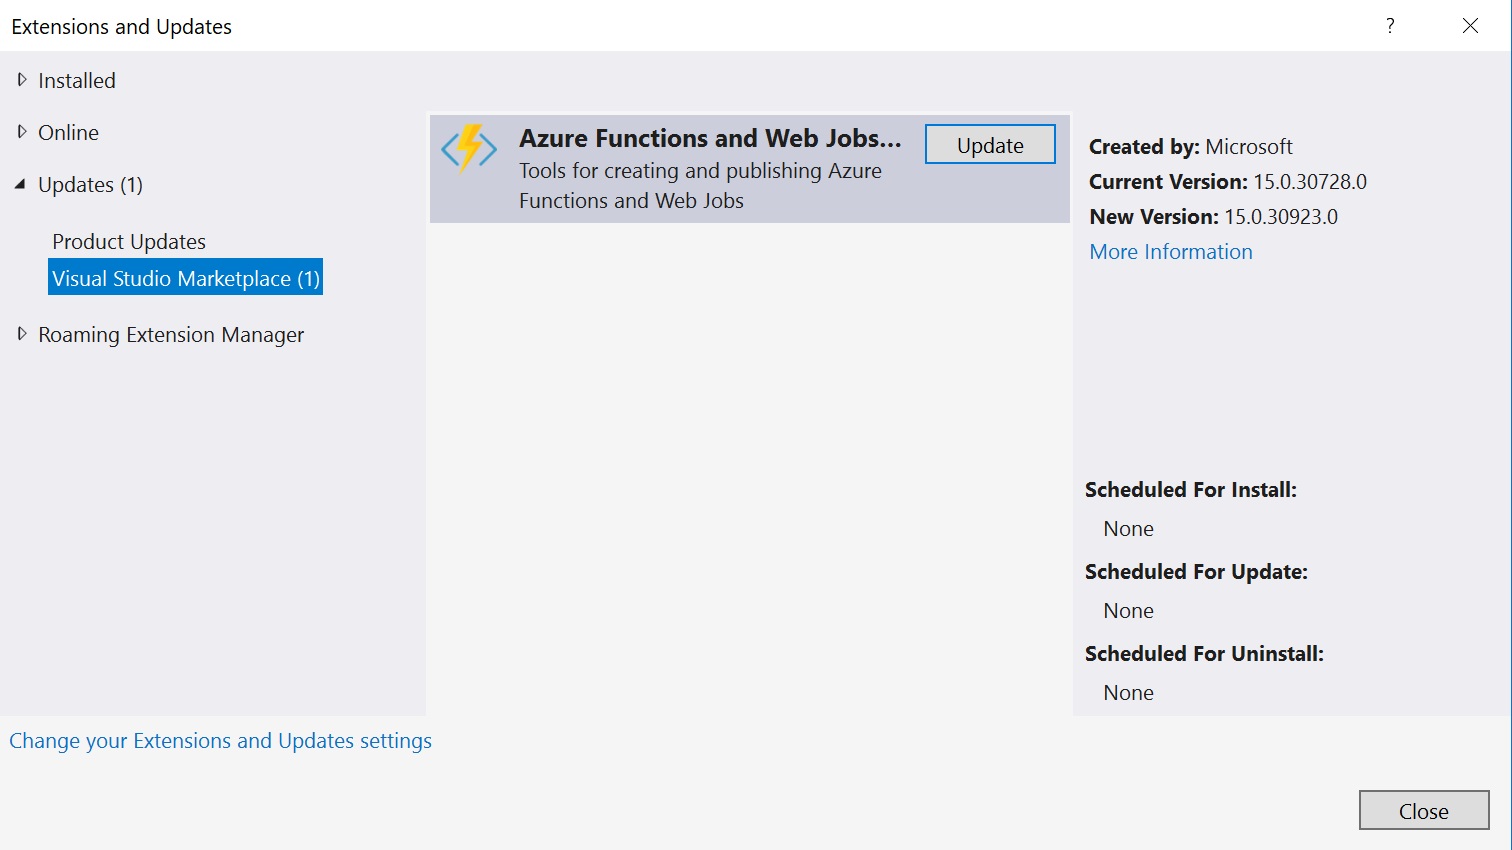 Extensions and Updates
?
Installed
Online
Updates (1)
Product Updates
Visual Studio Marketplace (1)
Roaming Extension Manager
Azure Functions and Web Jobs...
Update
Tools for creating and publishing Azure
Functions and Web Jobs
Created by: Microsoft
Current Version: 15.0.30728.0
New Version: 15.0.30923.0
More Information
Scheduled For Install:
None
Scheduled For Update:
None
Scheduled For Uninstall:
None
Change your Extensions and Updates settings
Close